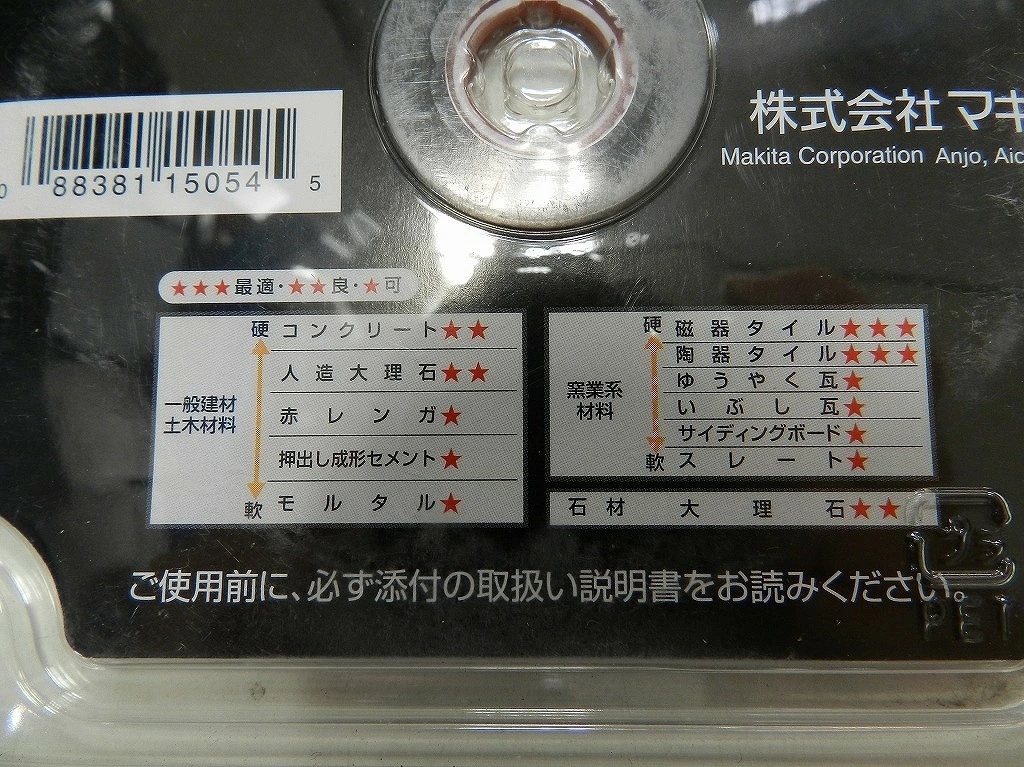 株式会社 マキ
Makita Corporation Anjo, Aic
0 88381 15054 5
★★★最適・★★良・★可
一般建材
土木材料
硬
軟
コンクリート★★
人造大理石★★
赤レンガ★
押出し成形セメント★
モルタル★
窯業系
材料
硬
軟
磁器タイル★★★
陶器タイル★★★
ゆうやく瓦★
いぶし瓦★
サイディングボード★
スレート★
石材 大理石★★
ご使用前に、必ず添付の取扱い説明書をお読みください。
プラ
PET